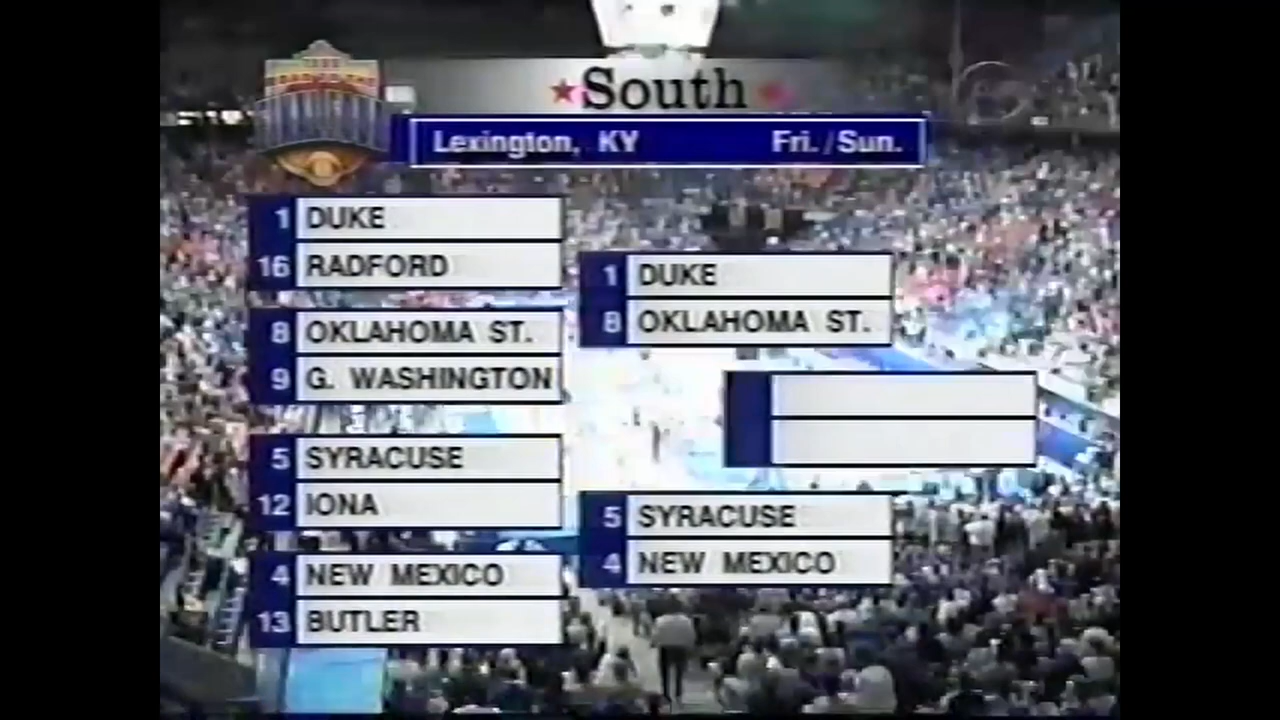 South
Lexington, KY Fri./Sun.
1 DUKE
16 RADFORD
8 OKLAHOMA ST.
9 G. WASHINGTON
5 SYRACUSE
12 IONA
4 NEW MEXICO
13 BUTLER
1 DUKE
8 OKLAHOMA ST.
5 SYRACUSE
4 NEW MEXICO